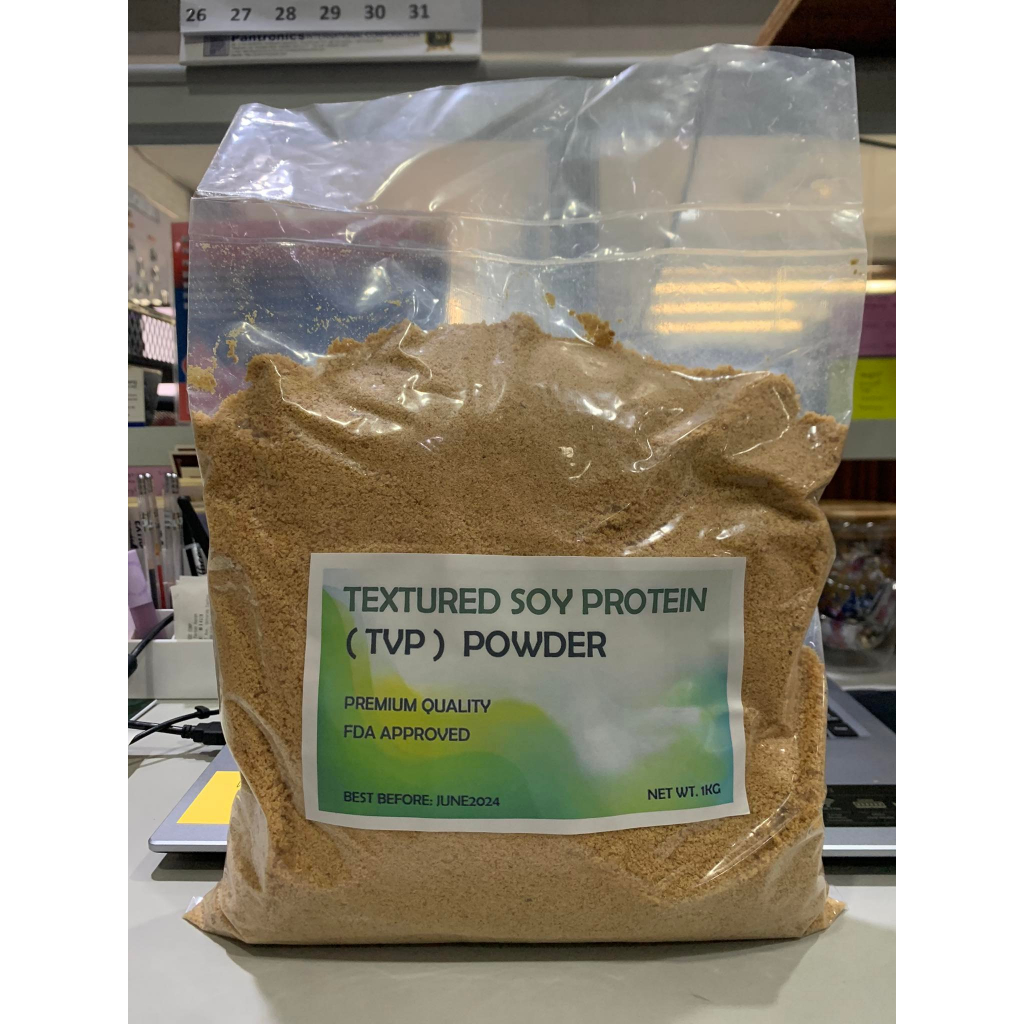 26 27 28 29 30 31
Pantronics
TEXTURED SOY PROTEIN
( TVP ) POWDER
PREMIUM QUALITY
FDA APPROVED
BEST BEFORE: JUNE2024
NET WT. 1KG